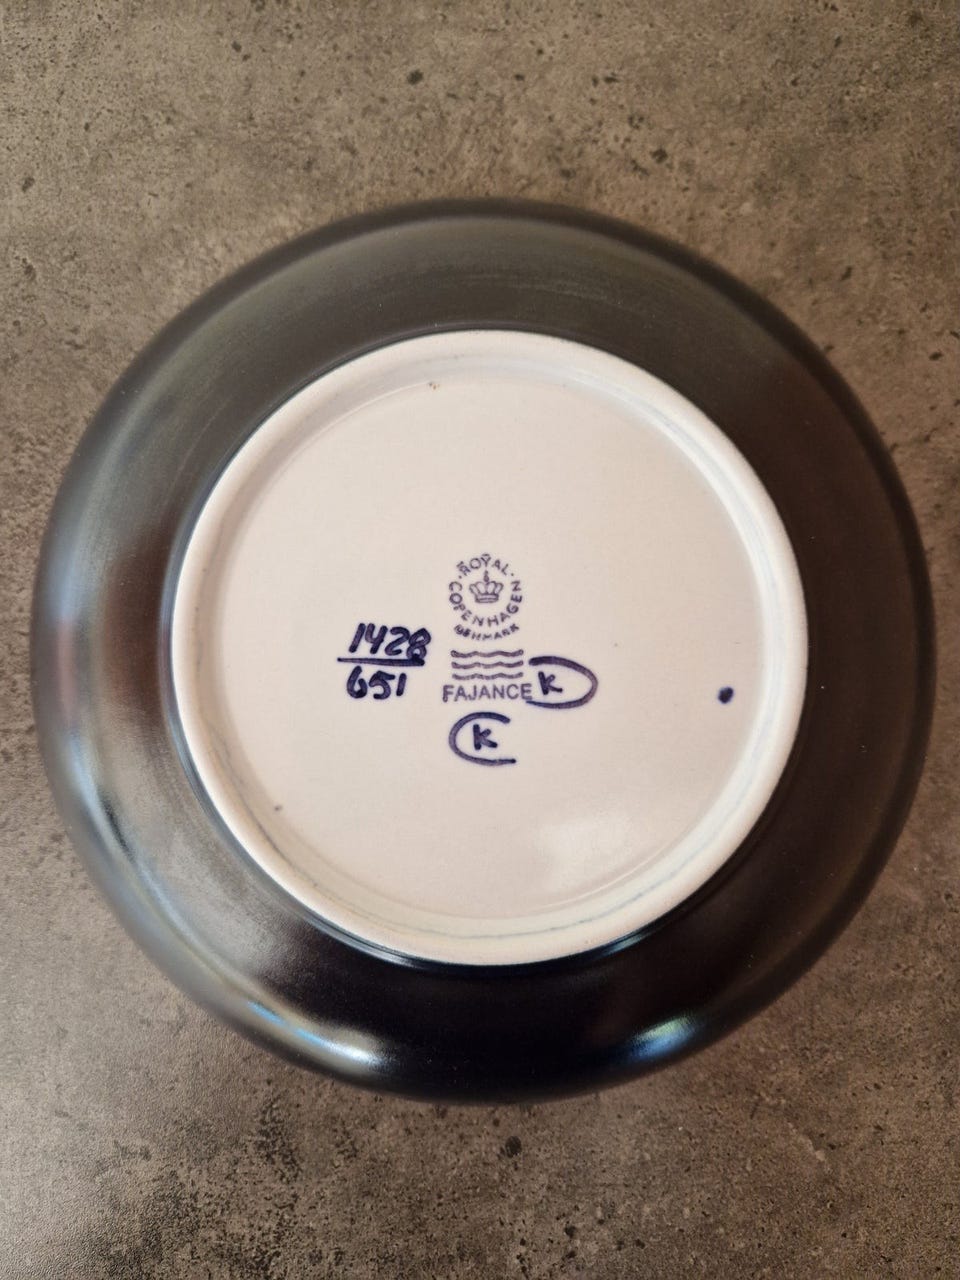 ROYAL
COPENHAGEN
DENMARK
1428
651
FAJANCE K
K